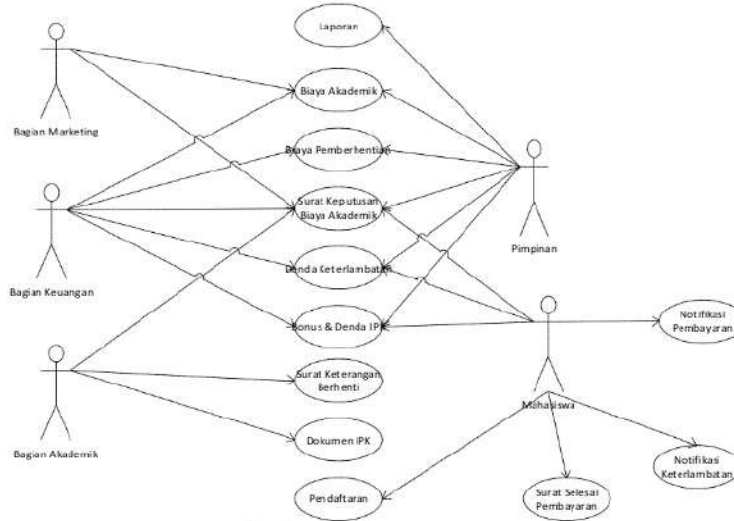 Laporan
Biaya Akademik
Bagian Marketing
Biaya Pemberhentian
Surat Keputusan
Biaya Akademik
Pimpinan
Denda Keterlambatan
Bagian Keuangan
Bonus & Denda IPK
Notifikasi
Pembayaran
Surat Keterangan
Berhenti
Mahasiswa
Dokumen IPK
Bagian Akademik
Notifikasi
Keterlambatan
Pendaftaran
Surat Selesai
Pembayaran